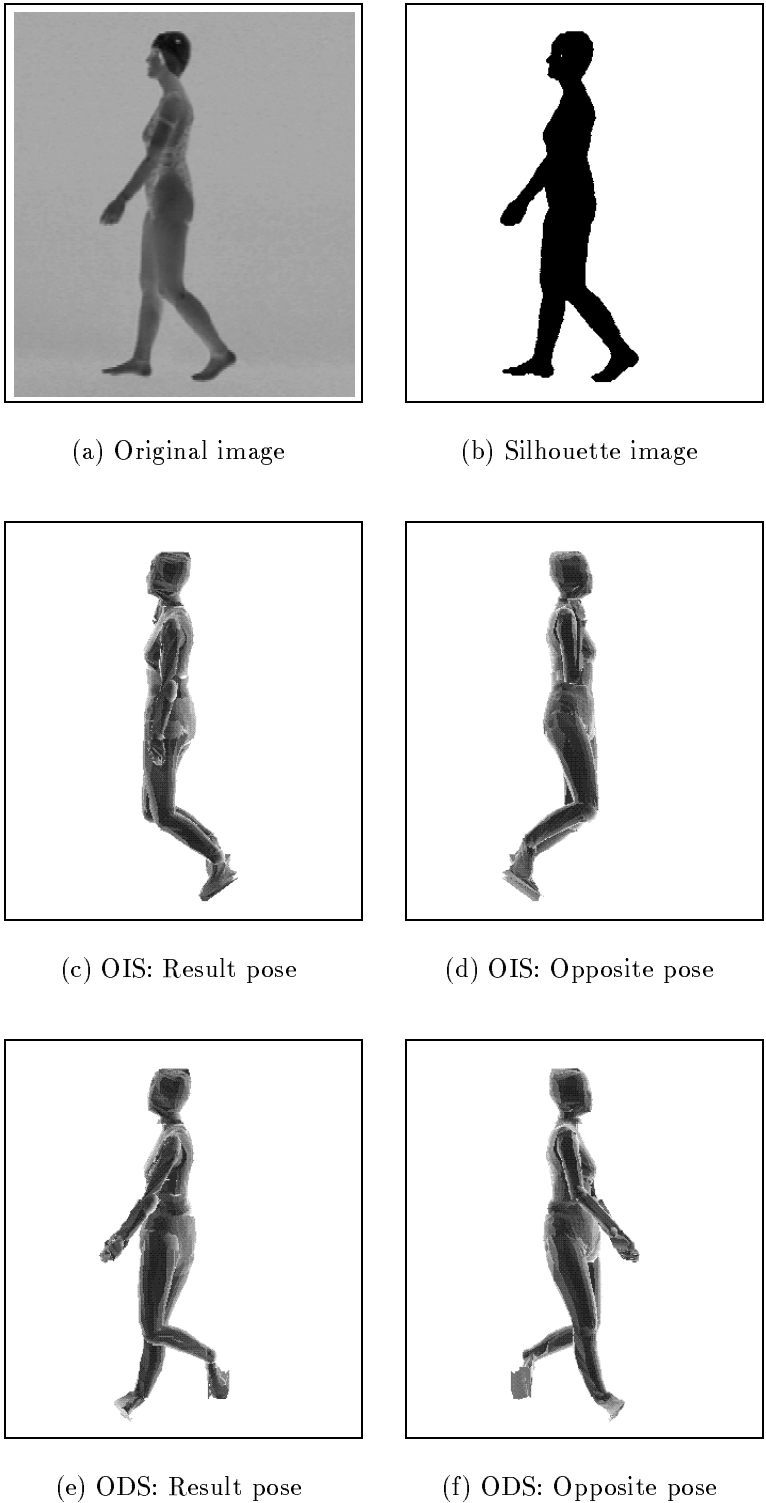 (a) Original image
(b) Silhouette image
(c) OIS: Result pose
(d) OIS: Opposite pose
(e) ODS: Result pose
(f) ODS: Opposite pose